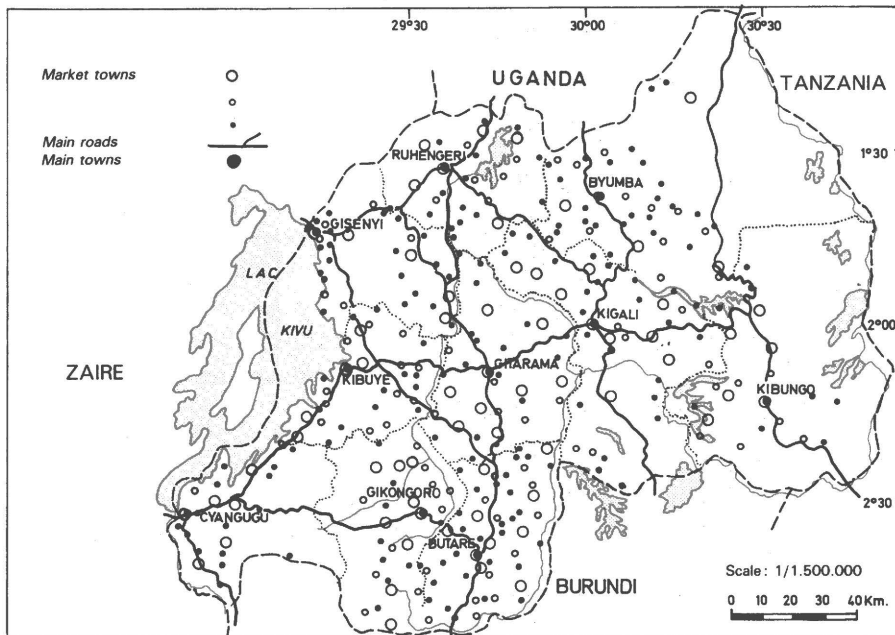 29°30 30°00 30°30
Market towns
UGANDA
TANZANIA
Main roads
Main towns
RUHENGERI
1°30
BYUMBA
GISENYI
LAC
KIVU
KIGALI
2°00
ZAIRE
KIBUYE
GITARAMA
KIBUNGO
GIKONGORO
2°30
CYANGUGU
BUTARE
BURUNDI
Scale: 1/1.500.000
0 10 20 30 40 Km.